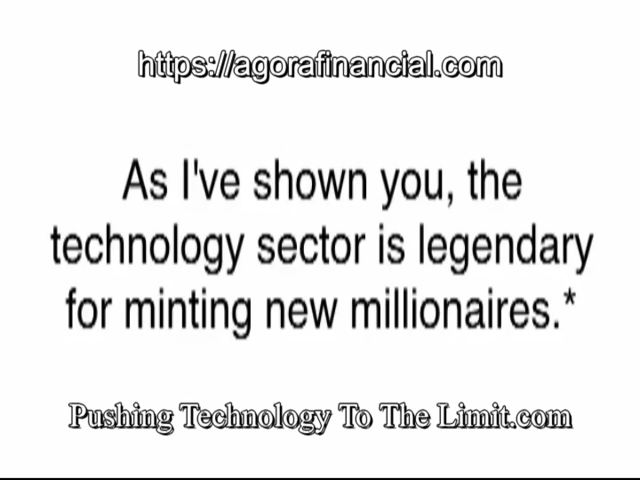 https://agorafinancial.com
As I've shown you, the
technology sector is legendary
for minting new millionaires.*
Pushing Technology To The Limit.com